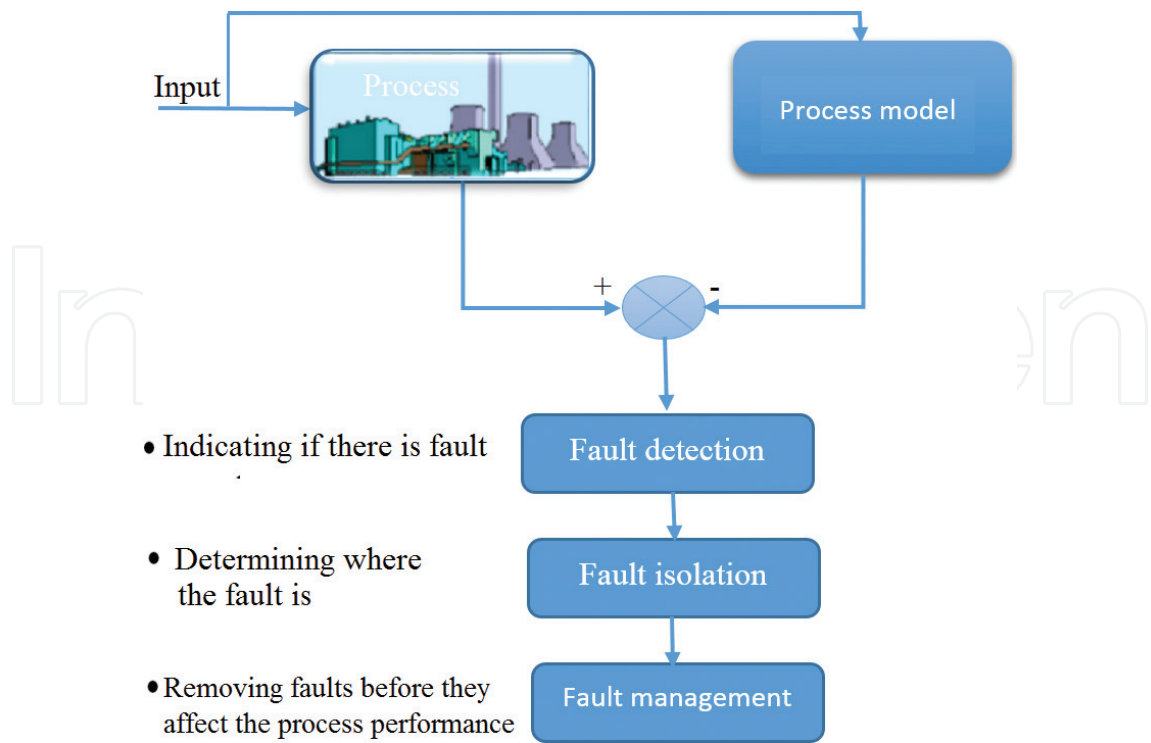 Input
Process
Process model
+
-
Indicating if there is fault
Fault detection
Determining where
the fault is
Fault isolation
Removing faults before they
affect the process performance
Fault management